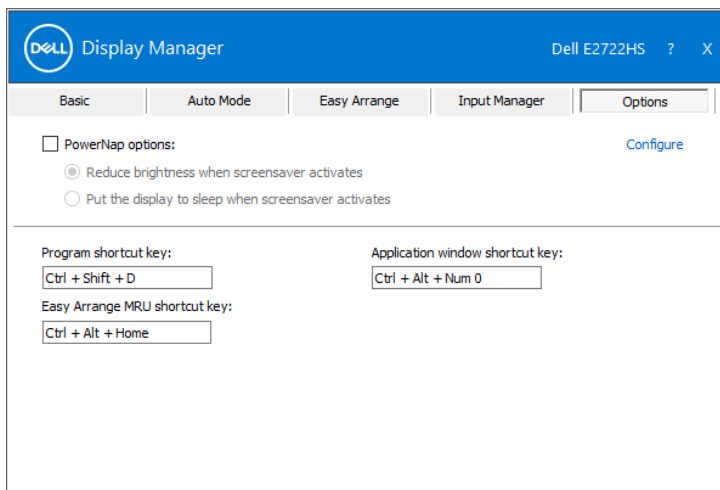 DELL Display Manager Dell E2722HS ? X
Basic Auto Mode Easy Arrange Input Manager Options
PowerNap options: Configure
Reduce brightness when screensaver activates
Put the display to sleep when screensaver activates
Program shortcut key: Application window shortcut key:
Ctrl + Shift + D Ctrl + Alt + Num 0
Easy Arrange MRU shortcut key:
Ctrl + Alt + Home